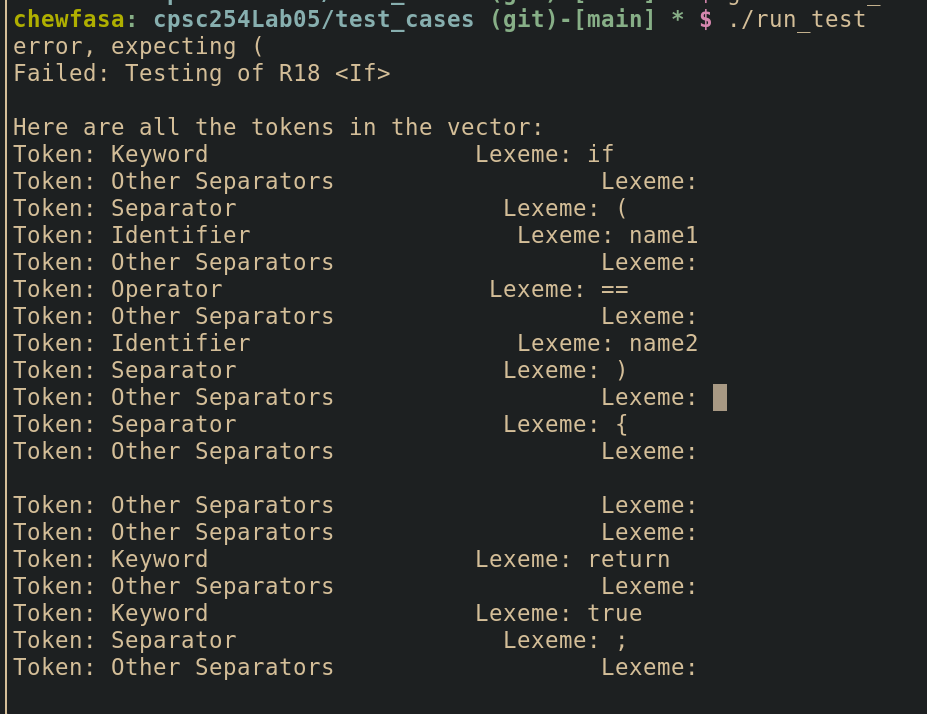 chewfasa: cpsc254Lab05/test_cases (git)-[main] * $ ./run_test
error, expecting (
Failed: Testing of R18 <If>
Here are all the tokens in the vector:
Token: Keyword                   Lexeme: if
Token: Other Separators                   Lexeme:
Token: Separator                   Lexeme: (
Token: Identifier                   Lexeme: name1
Token: Other Separators                   Lexeme:
Token: Operator                   Lexeme: ==
Token: Other Separators                   Lexeme:
Token: Identifier                   Lexeme: name2
Token: Separator                   Lexeme: )
Token: Other Separators                   Lexeme:
Token: Separator                   Lexeme: {
Token: Other Separators                   Lexeme:
Token: Other Separators                   Lexeme:
Token: Other Separators                   Lexeme:
Token: Keyword                   Lexeme: return
Token: Other Separators                   Lexeme:
Token: Keyword                   Lexeme: true
Token: Separator                   Lexeme: ;
Token: Other Separators                   Lexeme: